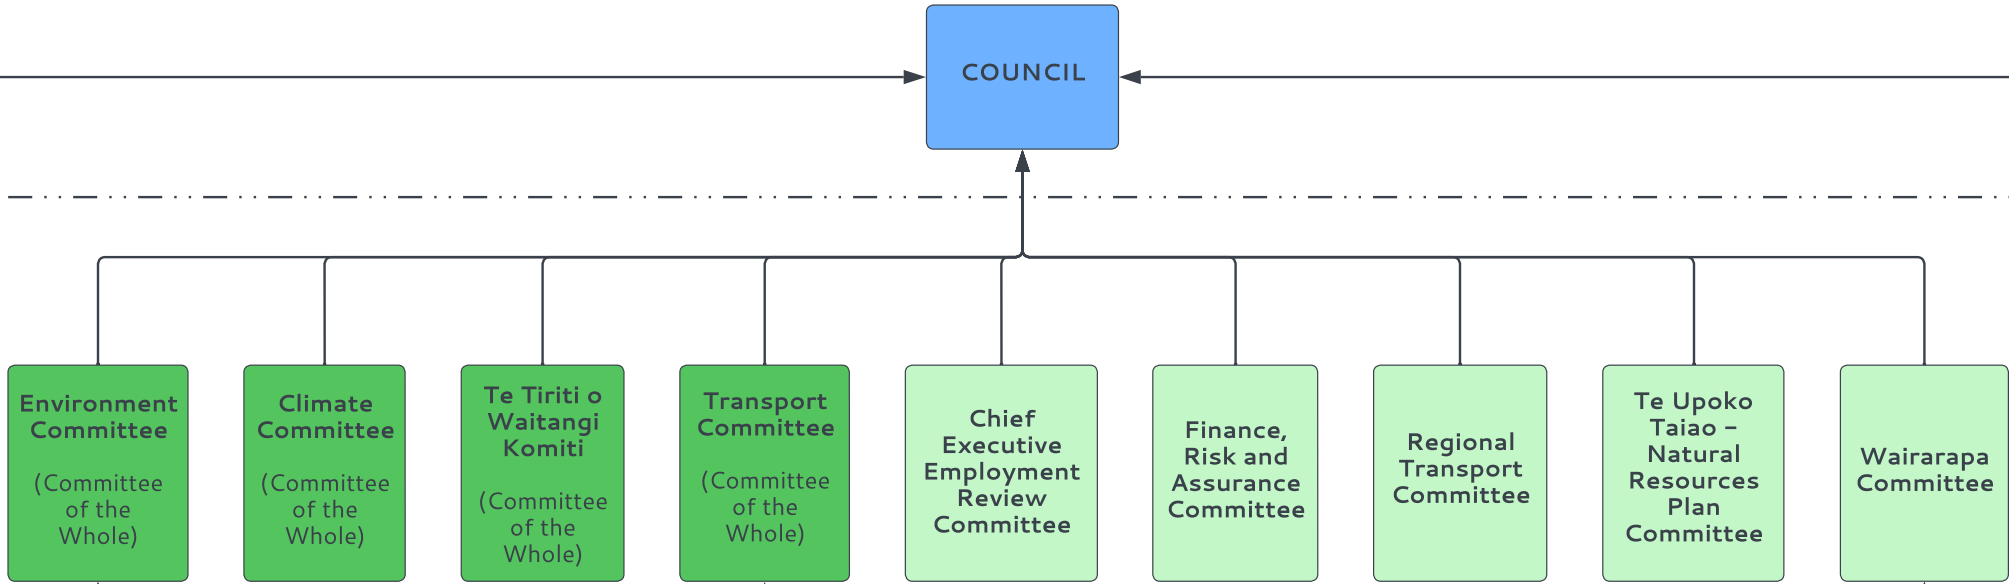 COUNCIL
Environment
Committee
(Committee
of the
Whole)
Climate
Committee
(Committee
of the
Whole)
Te Tiriti o
Waitangi
Komiti
(Committee
of the
Whole)
Transport
Committee
(Committee
of the
Whole)
Chief
Executive
Employment
Review
Committee
Finance,
Risk and
Assurance
Committee
Regional
Transport
Committee
Te Upoko
Taiao –
Natural
Resources
Plan
Committee
Wairarapa
Committee